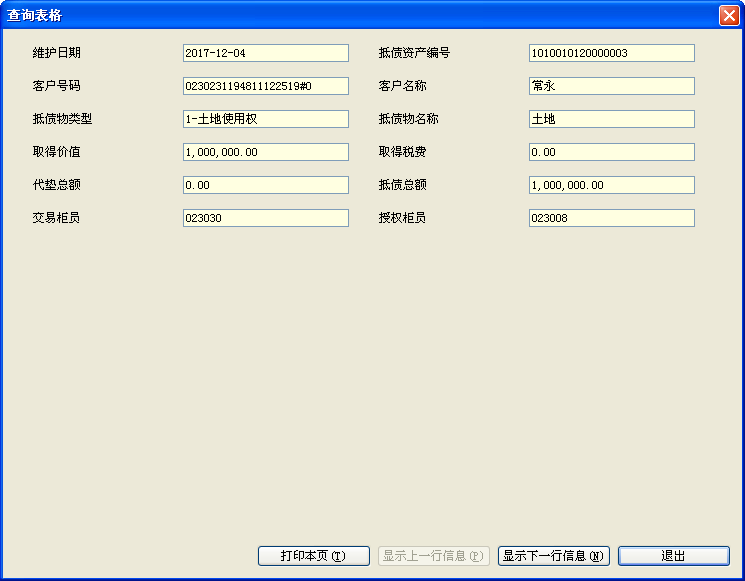 查询表格
维护日期 2017-12-04 抵债资产编号 1010010120000003
客户号码 0230231194811122519#0 客户名称 常永
抵债物类型 1-土地使用权 抵债物名称 土地
取得价值 1,000,000.00 取得税费 0.00
代垫总额 0.00 抵债总额 1,000,000.00
交易柜员 023030 授权柜员 023008
打印本页(T) 显示上一行信息(P) 显示下一行信息(N) 退出